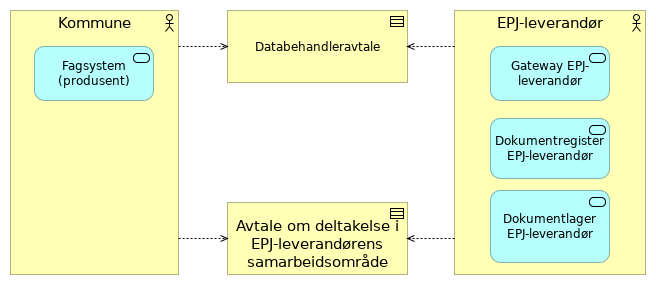 Kommune
Fagsystem
(produsent)
Databehandleravtale
Avtale om deltakelse i
EPJ-leverandørens
samarbeidsområde
EPJ-leverandør
Gateway EPJ-
leverandør
Dokumentregister
EPJ-leverandør
Dokumentlager
EPJ-leverandør